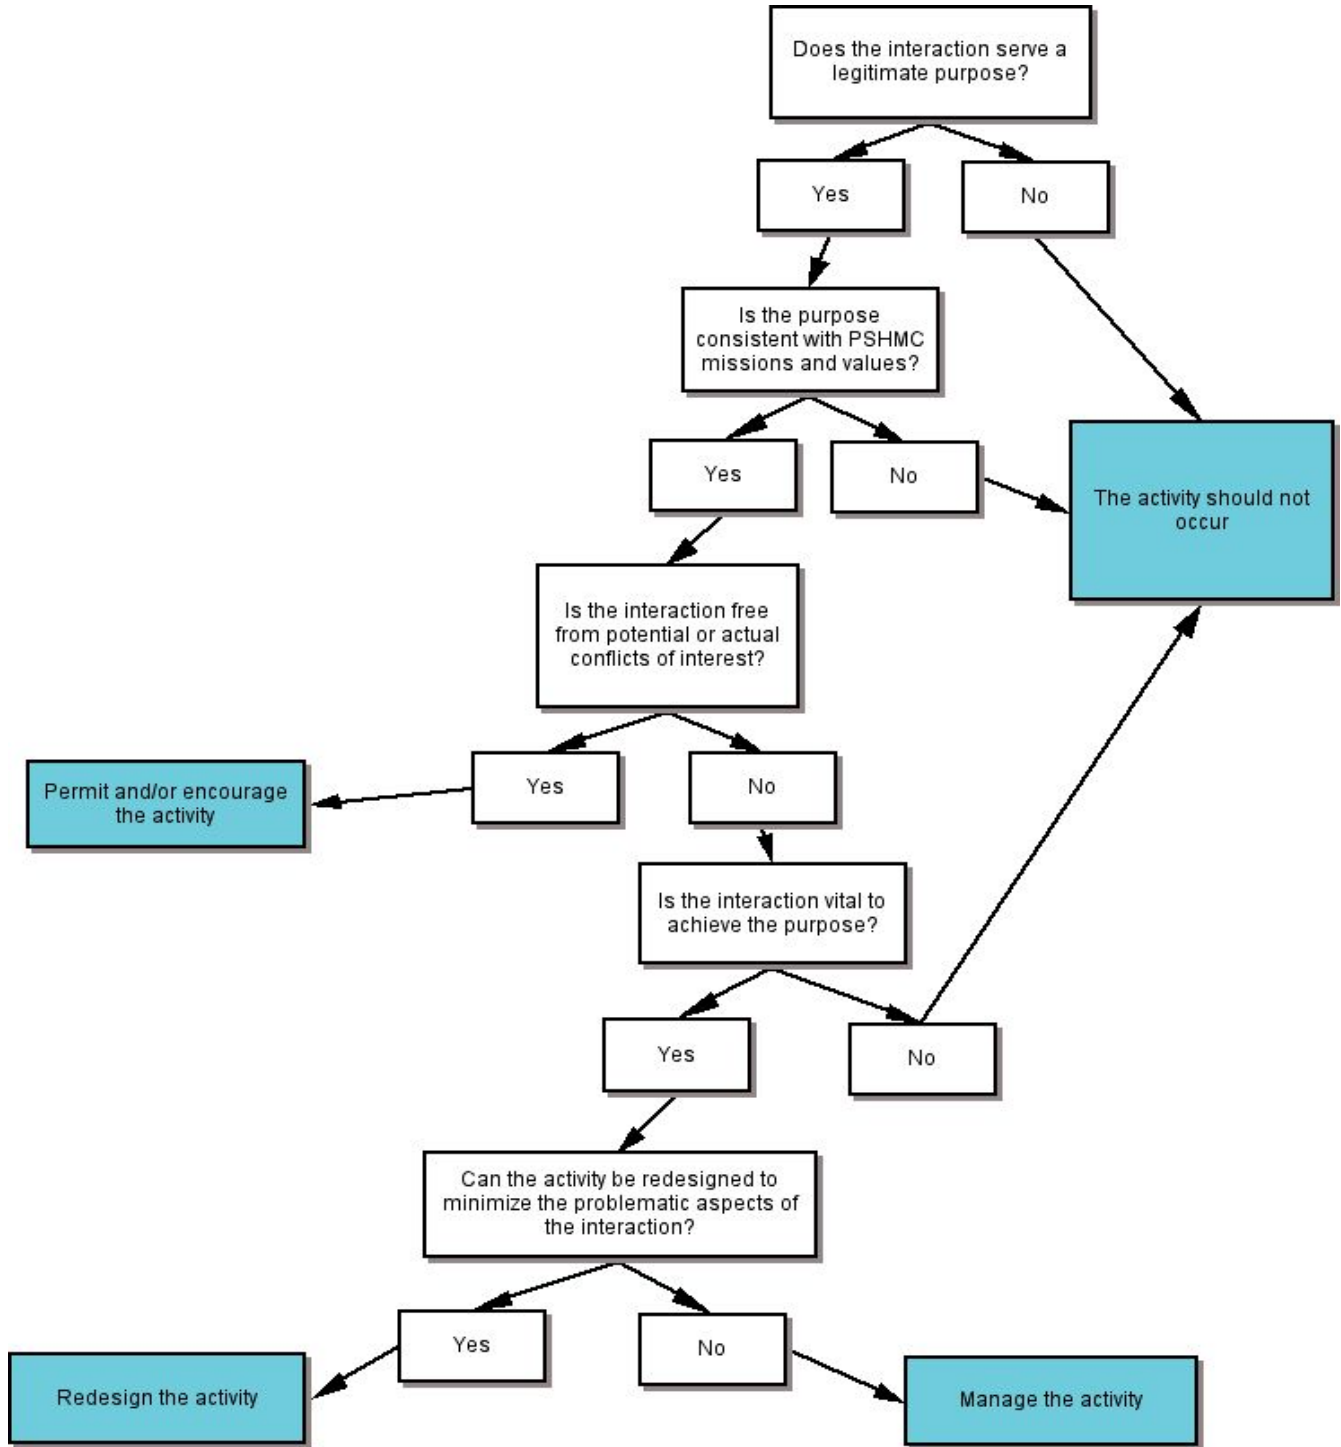 Does the interaction serve a
legitimate purpose?
Yes
No
Is the purpose
consistent with PSHMC
missions and values?
Yes
No
The activity should not
occur
Is the interaction free
from potential or actual
conflicts of interest?
Yes
No
Permit and/or encourage
the activity
Is the interaction vital to
achieve the purpose?
Yes
No
Can the activity be redesigned to
minimize the problematic aspects of
the interaction?
Yes
No
Redesign the activity
Manage the activity